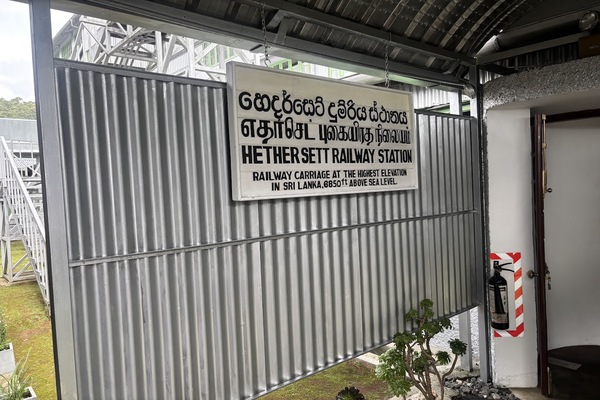 හෙදර්සෙට් දුම්රිය ස්ථානය
எதர்செட் புகையிரத நிலையம்
HETHERSETT RAILWAY STATION
RAILWAY CARRIAGE AT THE HIGHEST ELEVATION
IN SRI LANKA, 6850FT ABOVE SEA LEVEL.